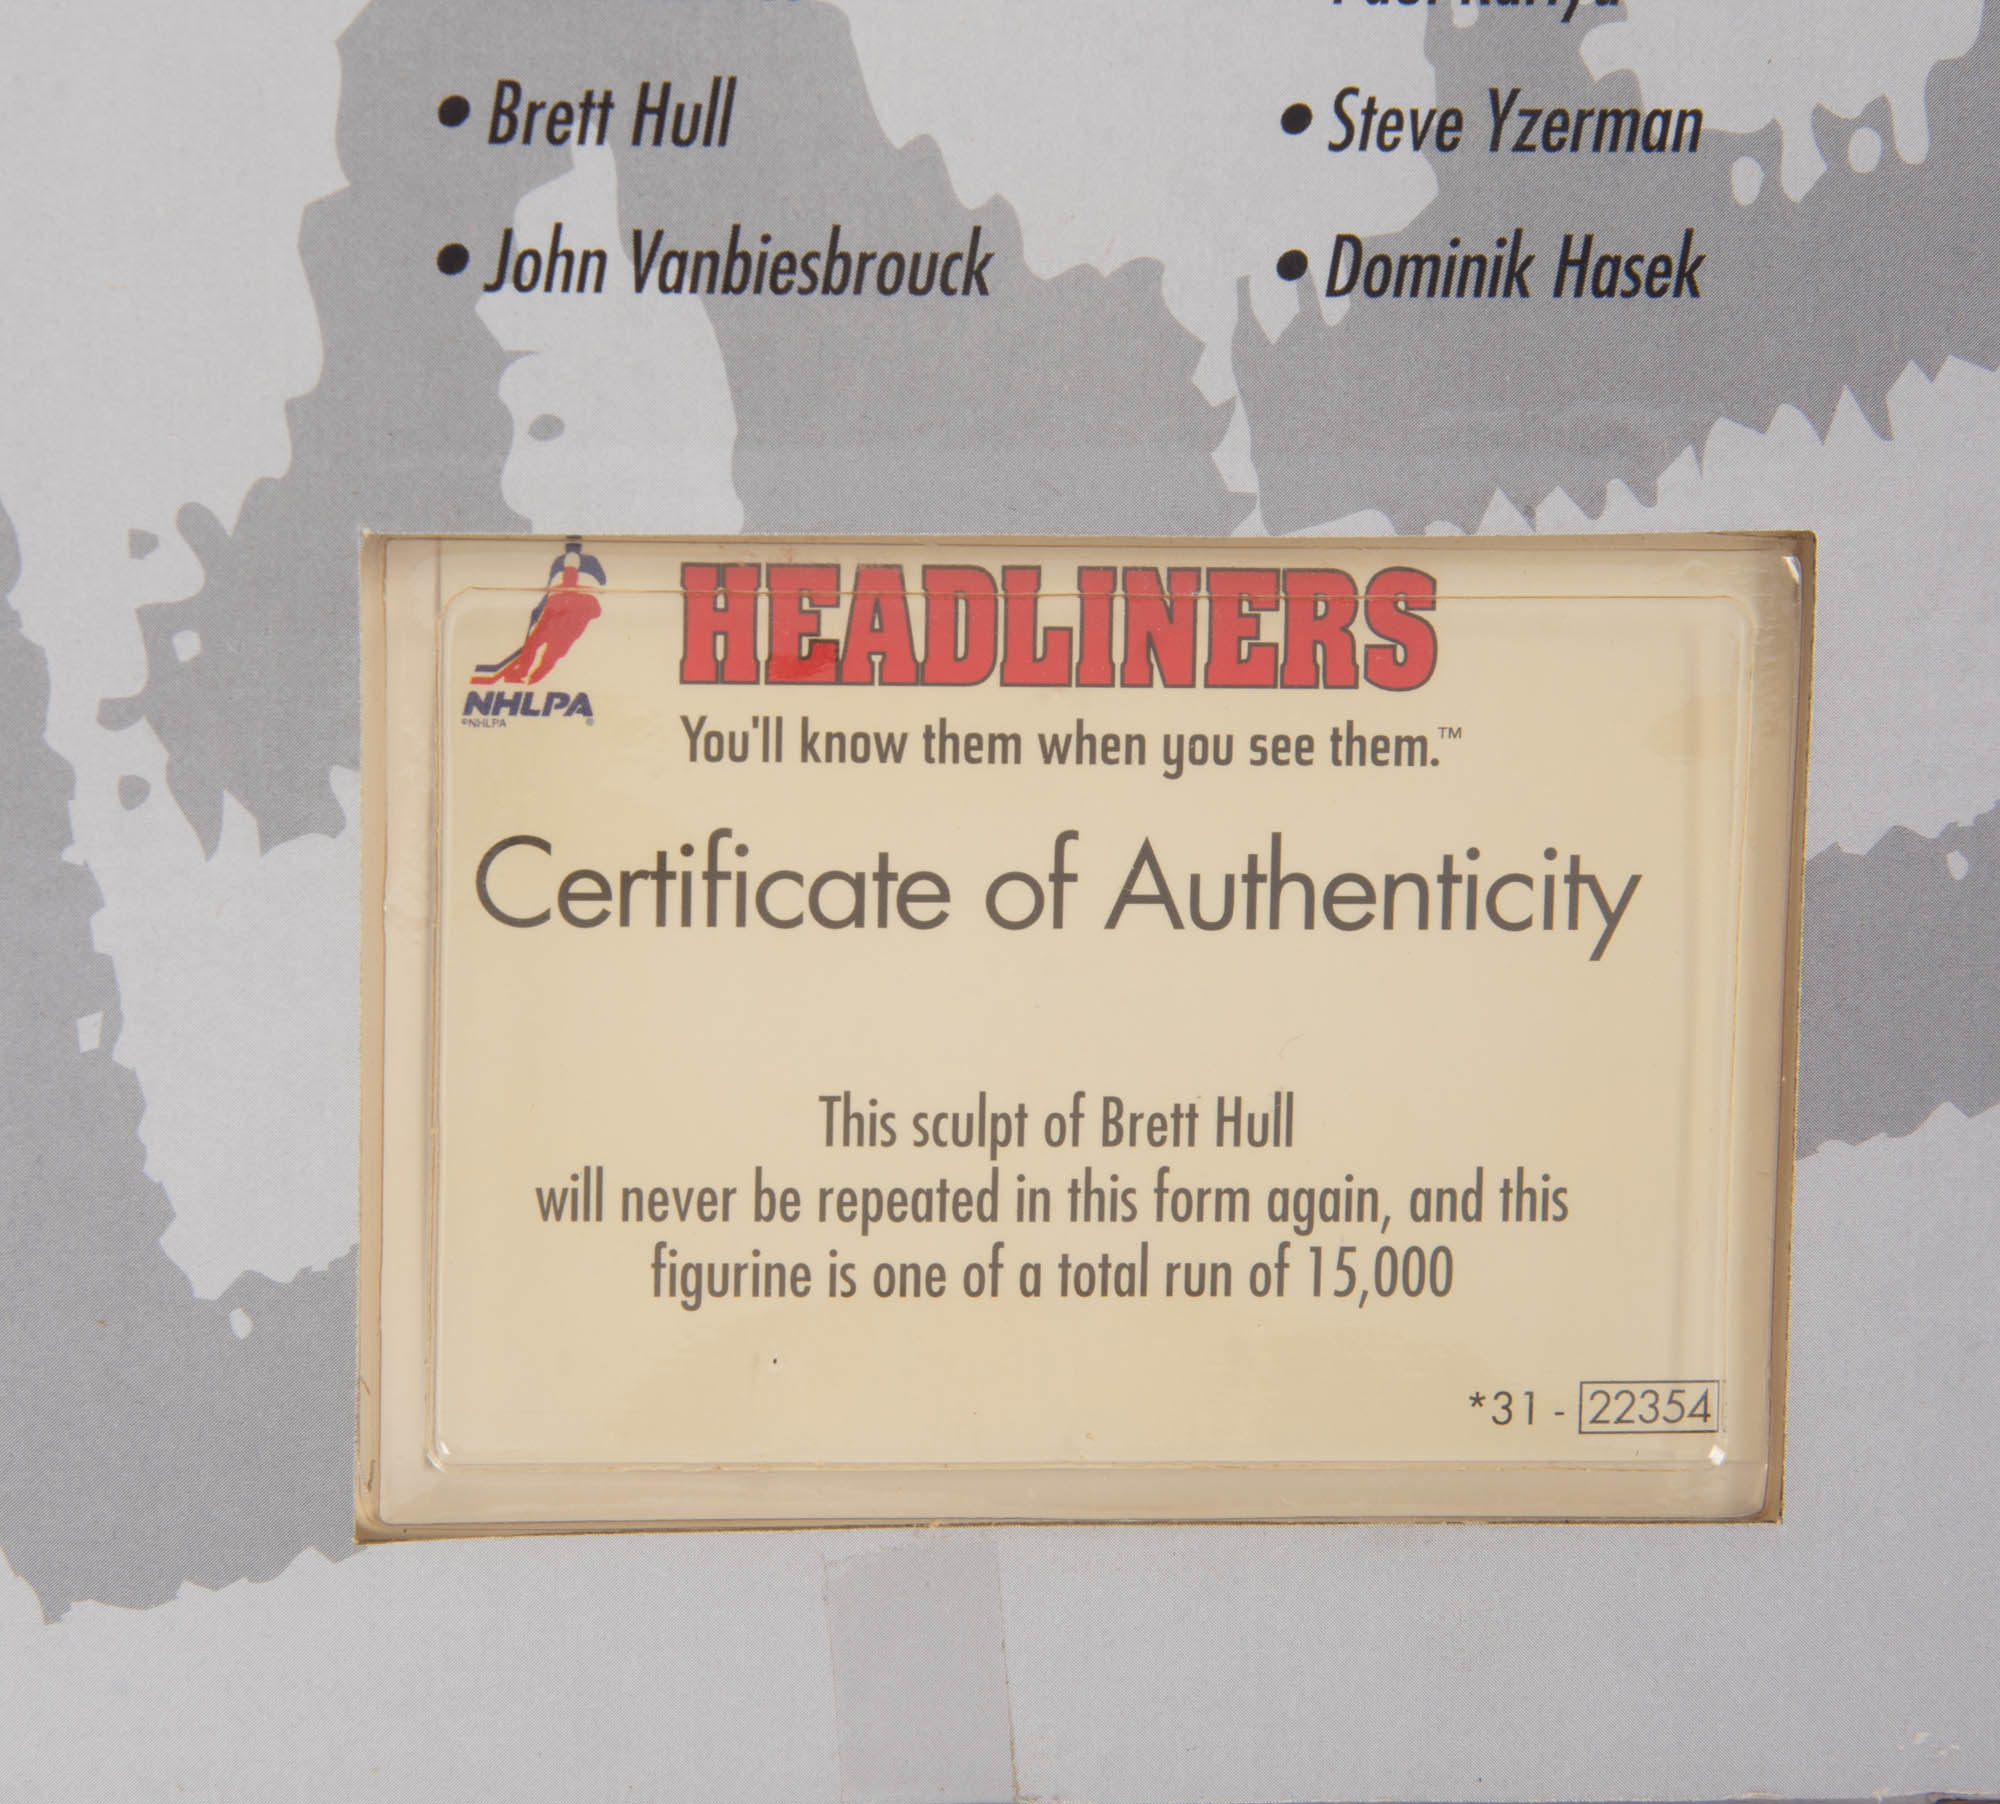 Paul Kariya
• Brett Hull
• Steve Yzerman
• John Vanbiesbrouck
• Dominik Hasek
NHLPA®
©NHLPA
HEADLINERS
You'll know them when you see them.™
Certificate of Authenticity
This sculpt of Brett Hull
will never be repeated in this form again, and this
figurine is one of a total run of 15,000
*31 - 22354